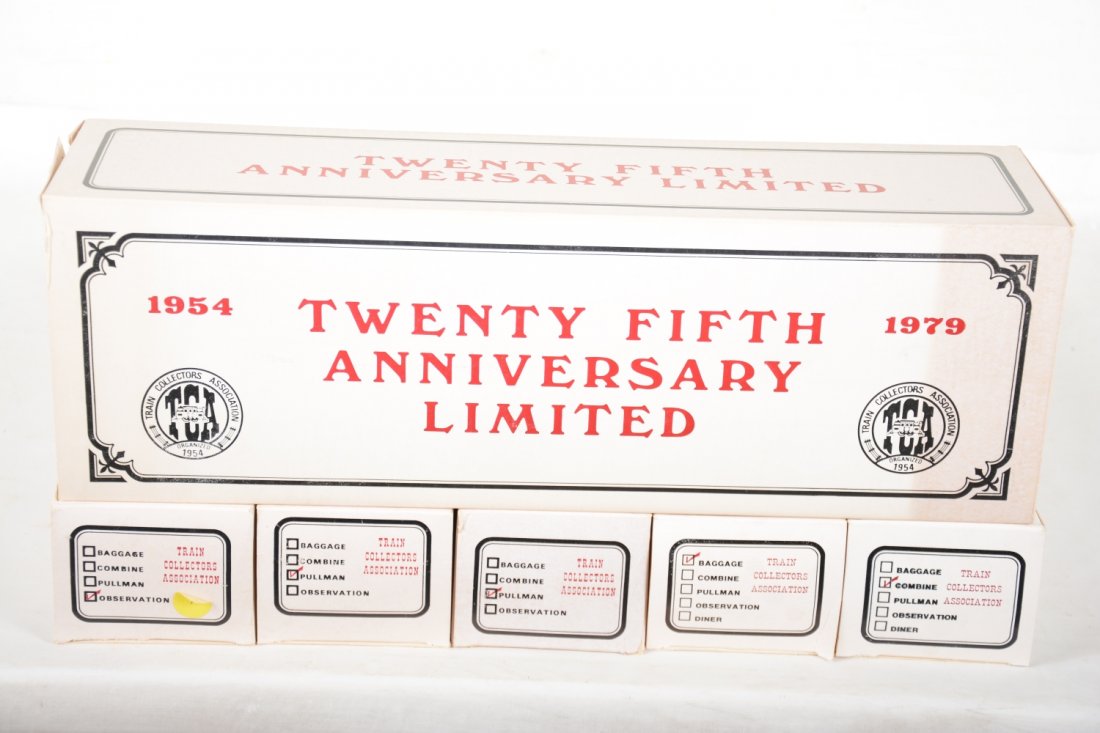 TWENTY FIFTH
ANNIVERSARY LIMITED
1954
TWENTY FIFTH
ANNIVERSARY
LIMITED
1979
TRAIN COLLECTORS ASSOCIATION
TCA
ORGANIZED
1954
TRAIN COLLECTORS ASSOCIATION
TCA
ORGANIZED
1954
BAGGAGE
COMBINE
PULLMAN
OBSERVATION
TRAIN
COLLECTORS
ASSOCIATION
BAGGAGE
COMBINE
PULLMAN
OBSERVATION
TRAIN
COLLECTORS
ASSOCIATION
BAGGAGE
COMBINE
PULLMAN
OBSERVATION
TRAIN
COLLECTORS
ASSOCIATION
BAGGAGE
COMBINE
PULLMAN
OBSERVATION
DINER
TRAIN
COLLECTORS
ASSOCIATION
BAGGAGE
COMBINE
PULLMAN
OBSERVATION
DINER
TRAIN
COLLECTORS
ASSOCIATION